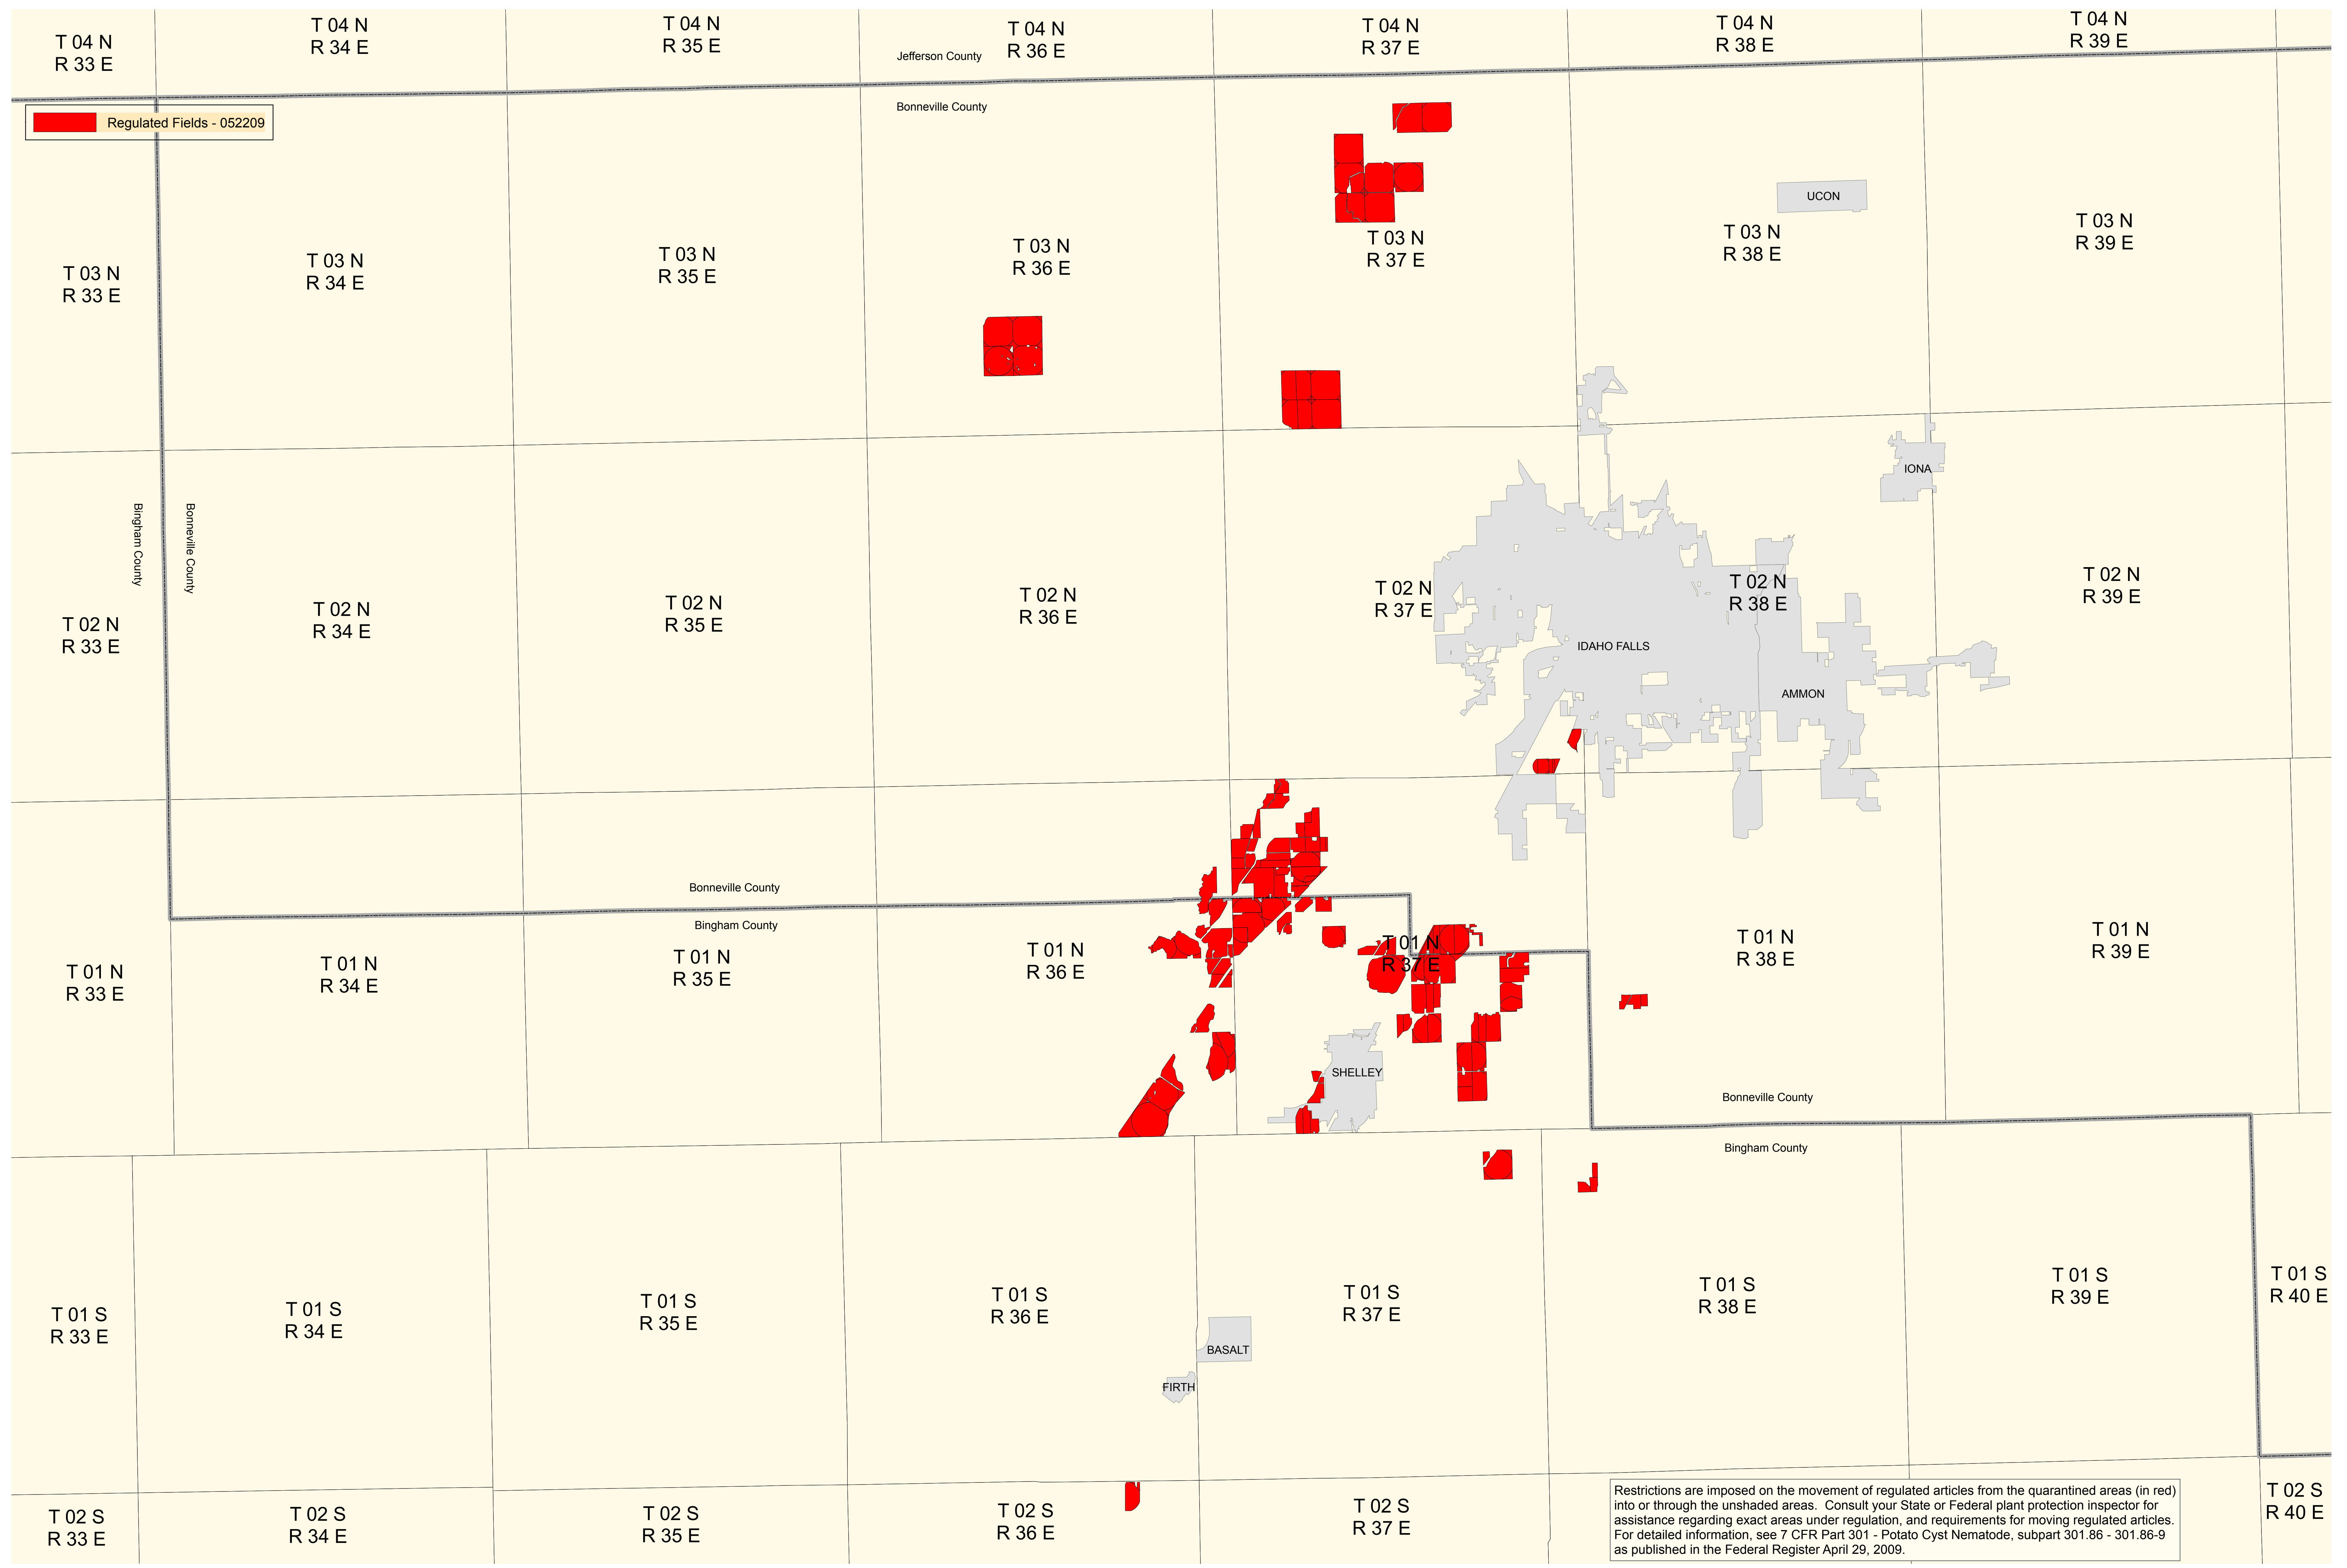 T 04 N
R 33 E
T 04 N
R 34 E
T 04 N
R 35 E
Jefferson County
T 04 N
R 36 E
T 04 N
R 37 E
T 04 N
R 38 E
T 04 N
R 39 E
Bonneville County
Regulated Fields - 052209
UCON
T 03 N
R 33 E
T 03 N
R 34 E
T 03 N
R 35 E
T 03 N
R 36 E
T 03 N
R 37 E
T 03 N
R 38 E
T 03 N
R 39 E
IONA
Bingham County
Bonneville County
T 02 N
R 33 E
T 02 N
R 34 E
T 02 N
R 35 E
T 02 N
R 36 E
T 02 N
R 37 E
T 02 N
R 38 E
T 02 N
R 39 E
IDAHO FALLS
AMMON
Bonneville County
Bingham County
T 01 N
R 33 E
T 01 N
R 34 E
T 01 N
R 35 E
T 01 N
R 36 E
T 01 N
R 37 E
T 01 N
R 38 E
T 01 N
R 39 E
SHELLEY
Bonneville County
Bingham County
T 01 S
R 33 E
T 01 S
R 34 E
T 01 S
R 35 E
T 01 S
R 36 E
T 01 S
R 37 E
T 01 S
R 38 E
T 01 S
R 39 E
T 01 S
R 40 E
BASALT
FIRTH
T 02 S
R 33 E
T 02 S
R 34 E
T 02 S
R 35 E
T 02 S
R 36 E
T 02 S
R 37 E
T 02 S
R 40 E
Restrictions are imposed on the movement of regulated articles from the quarantined areas (in red)
into or through the unshaded areas. Consult your State or Federal plant protection inspector for
assistance regarding exact areas under regulation, and requirements for moving regulated articles.
For detailed information, see 7 CFR Part 301 - Potato Cyst Nematode, subpart 301.86 - 301.86-9
as published in the Federal Register April 29, 2009.